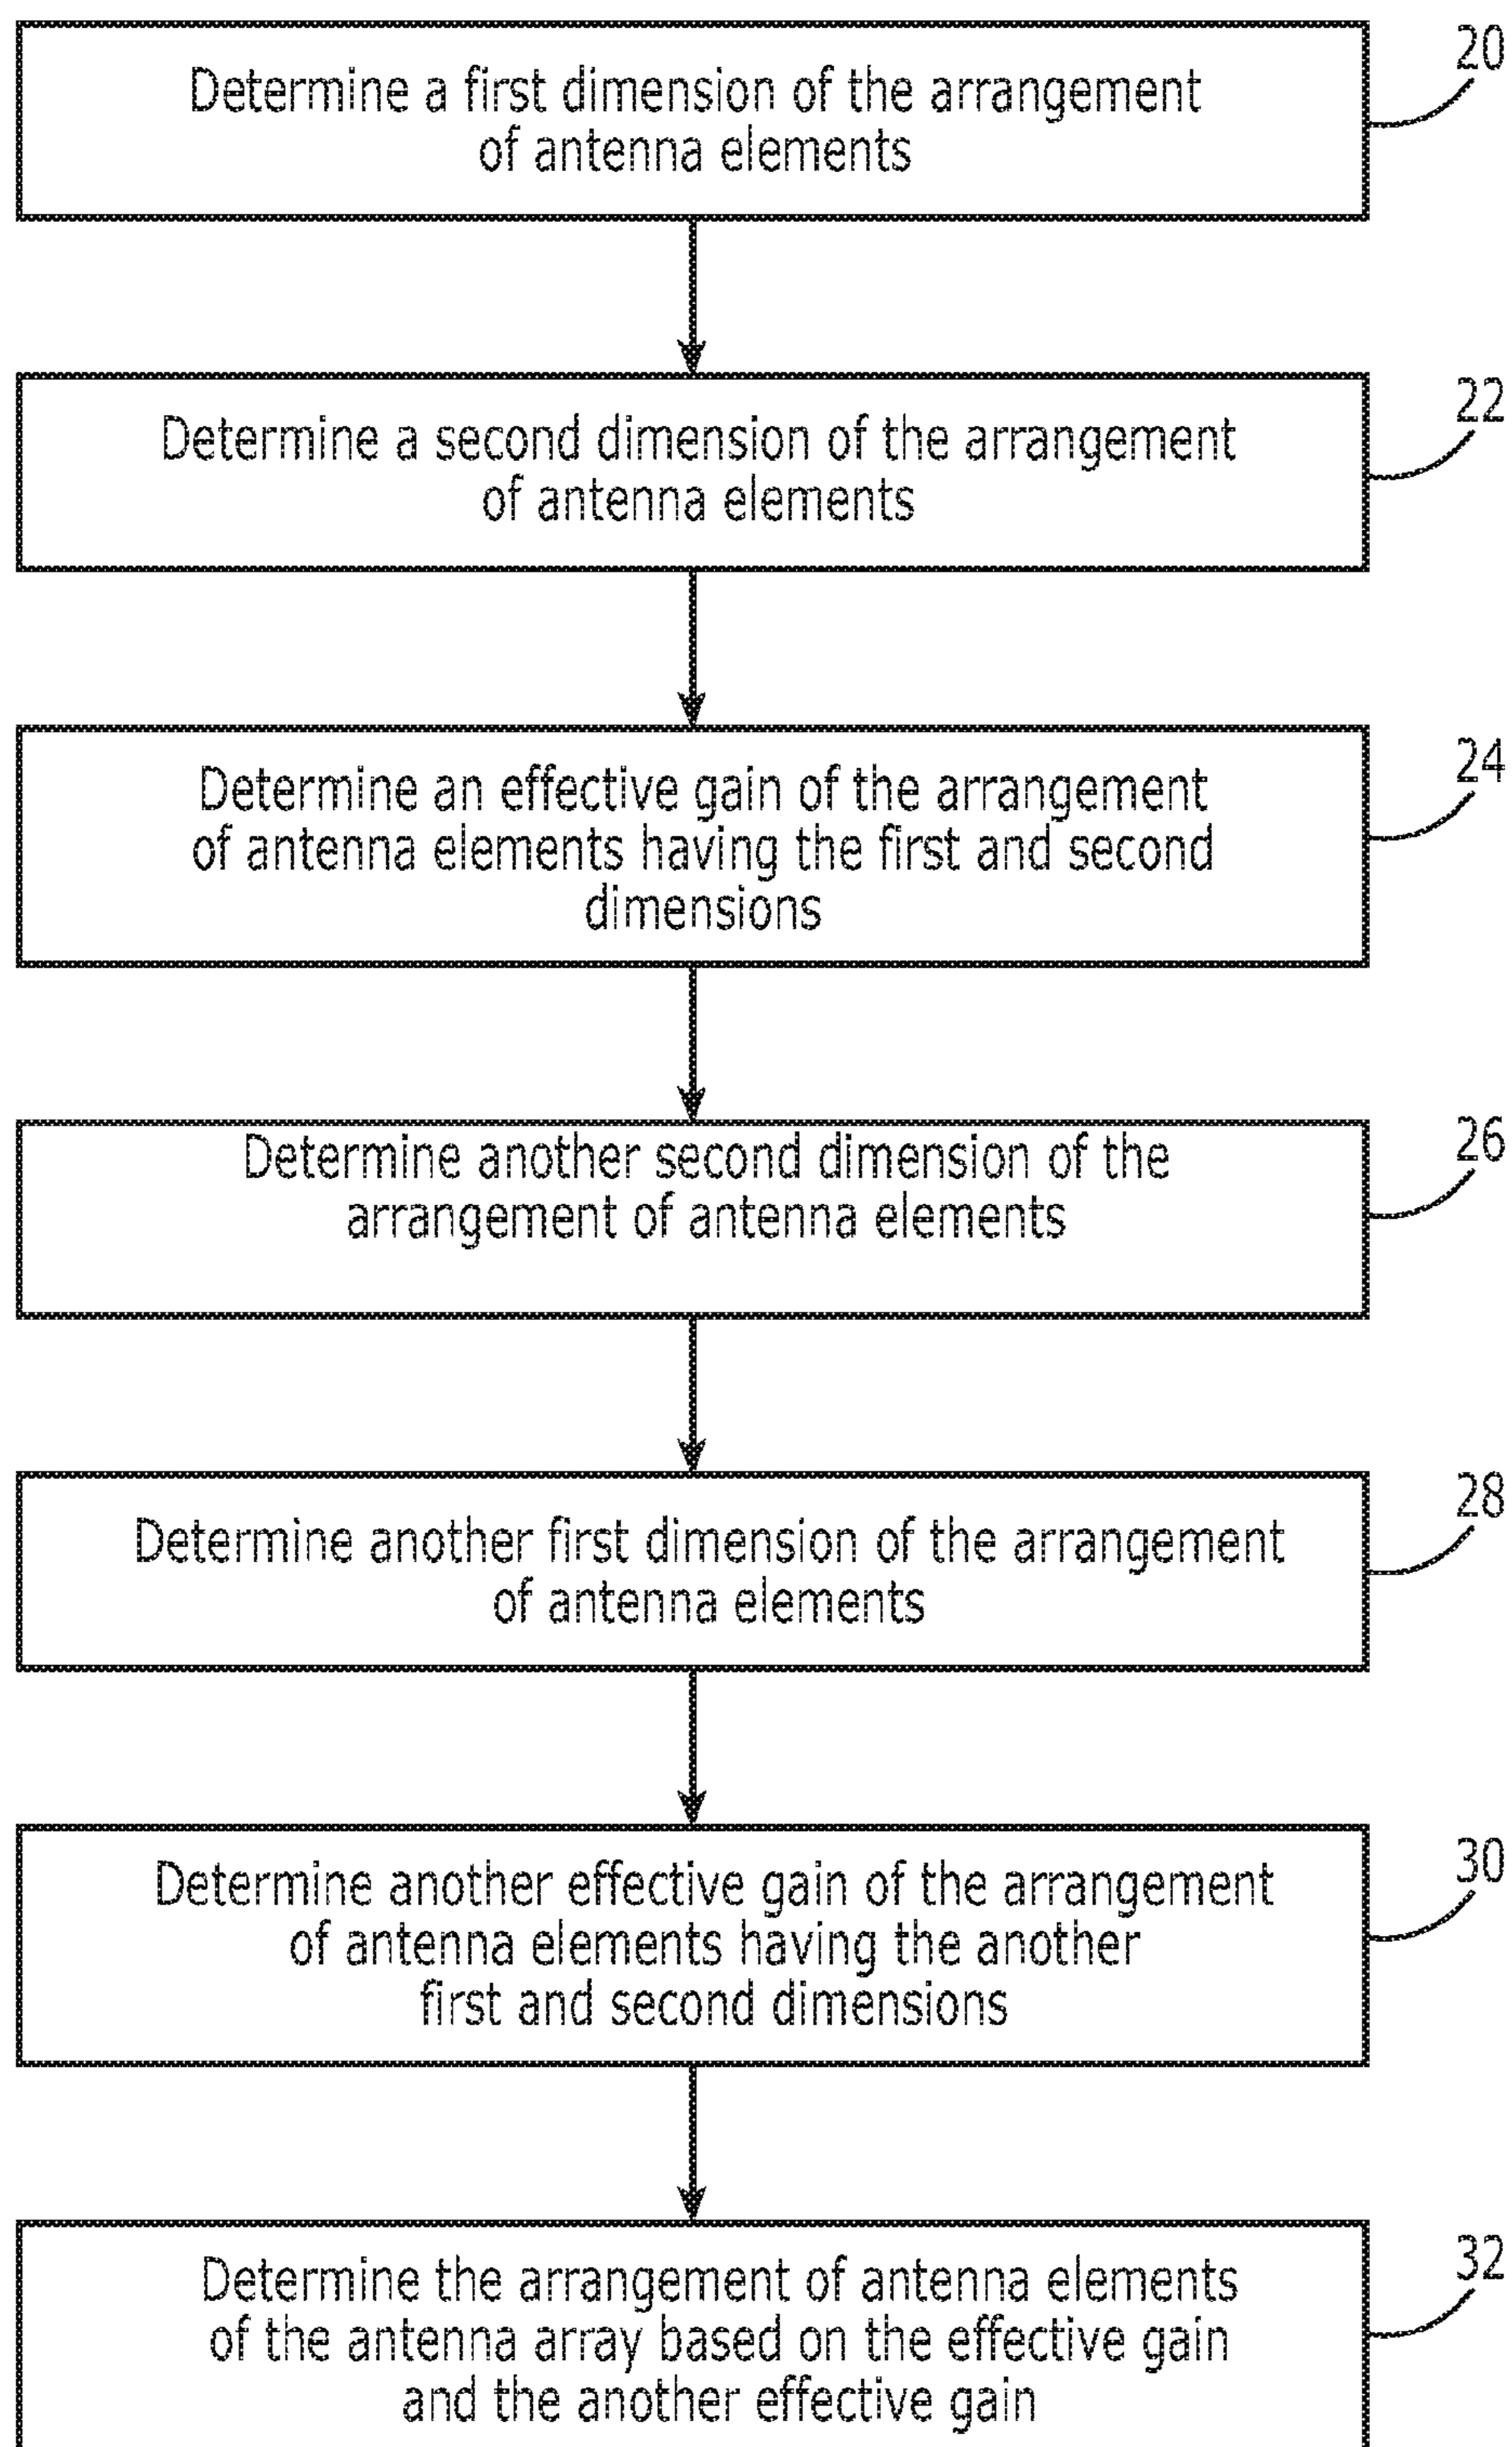 20
Determine a first dimension of the arrangement
of antenna elements
22
Determine a second dimension of the arrangement
of antenna elements
24
Determine an effective gain of the arrangement
of antenna elements having the first and second
dimensions
26
Determine another second dimension of the
arrangement of antenna elements
28
Determine another first dimension of the arrangement
of antenna elements
30
Determine another effective gain of the arrangement
of antenna elements having the another
first and second dimensions
32
Determine the arrangement of antenna elements
of the antenna array based on the effective gain
and the another effective gain